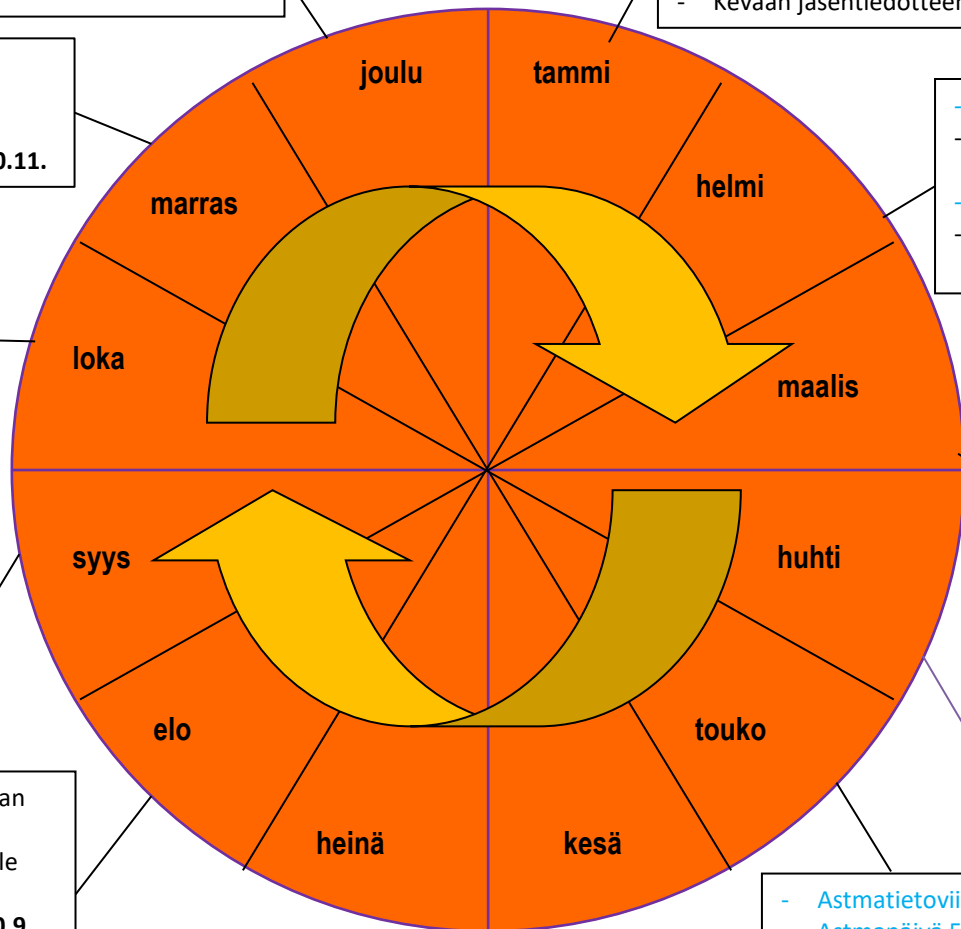 - Kevään jäsentiedotteen
joulu
tammi
0.11.
marras
helmi
-
-
-
-
loka
maalis
syys
huhti
elo
touko
an
le
0.9
heinä
kesä
- Astmatietovii